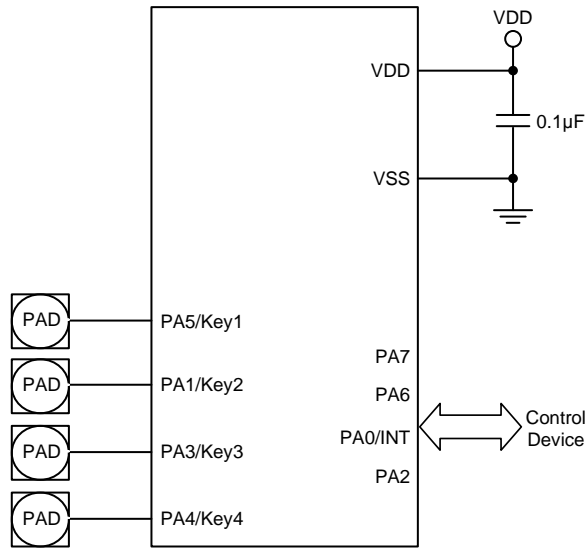 VDD
VDD
0.1µF
VSS
PAD PA5/Key1
PA7
PAD PA1/Key2
PA6
Control
Device
PA0/INT
PAD PA3/Key3
PA2
PAD PA4/Key4